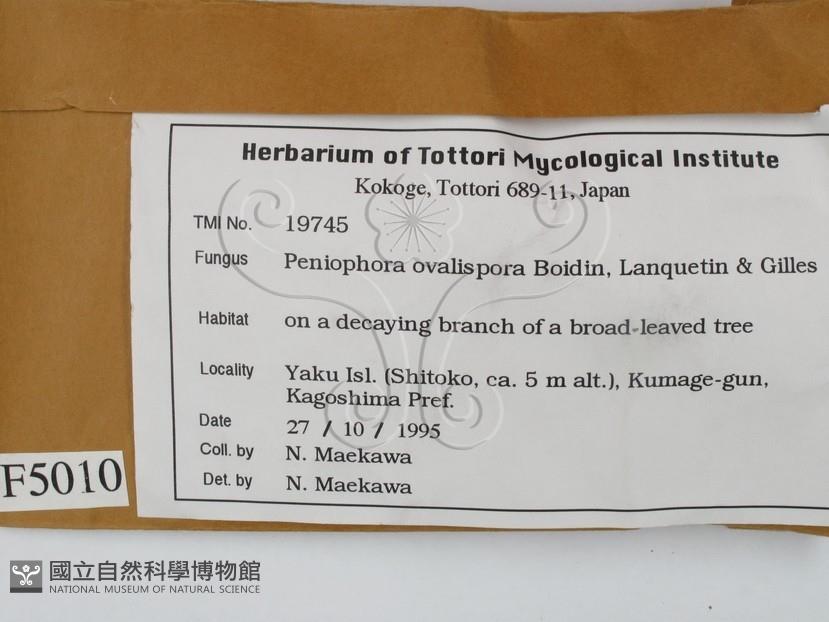 Herbarium of Tottori Mycological Institute
Kokoge, Tottori 689-11, Japan
TMI No. 19745
Fungus Peniophora ovalispora Boidin, Lanquetin & Gilles
Habitat on a decaying branch of a broad-leaved tree
Locality Yaku Isl. (Shitoko, ca. 5 m alt.), Kumage-gun,
Kagoshima Pref.
Date 27 / 10 / 1995
Coll. by N. Maekawa
Det. by N. Maekawa
F5010
國立自然科學博物館
NATIONAL MUSEUM OF NATURAL SCIENCE